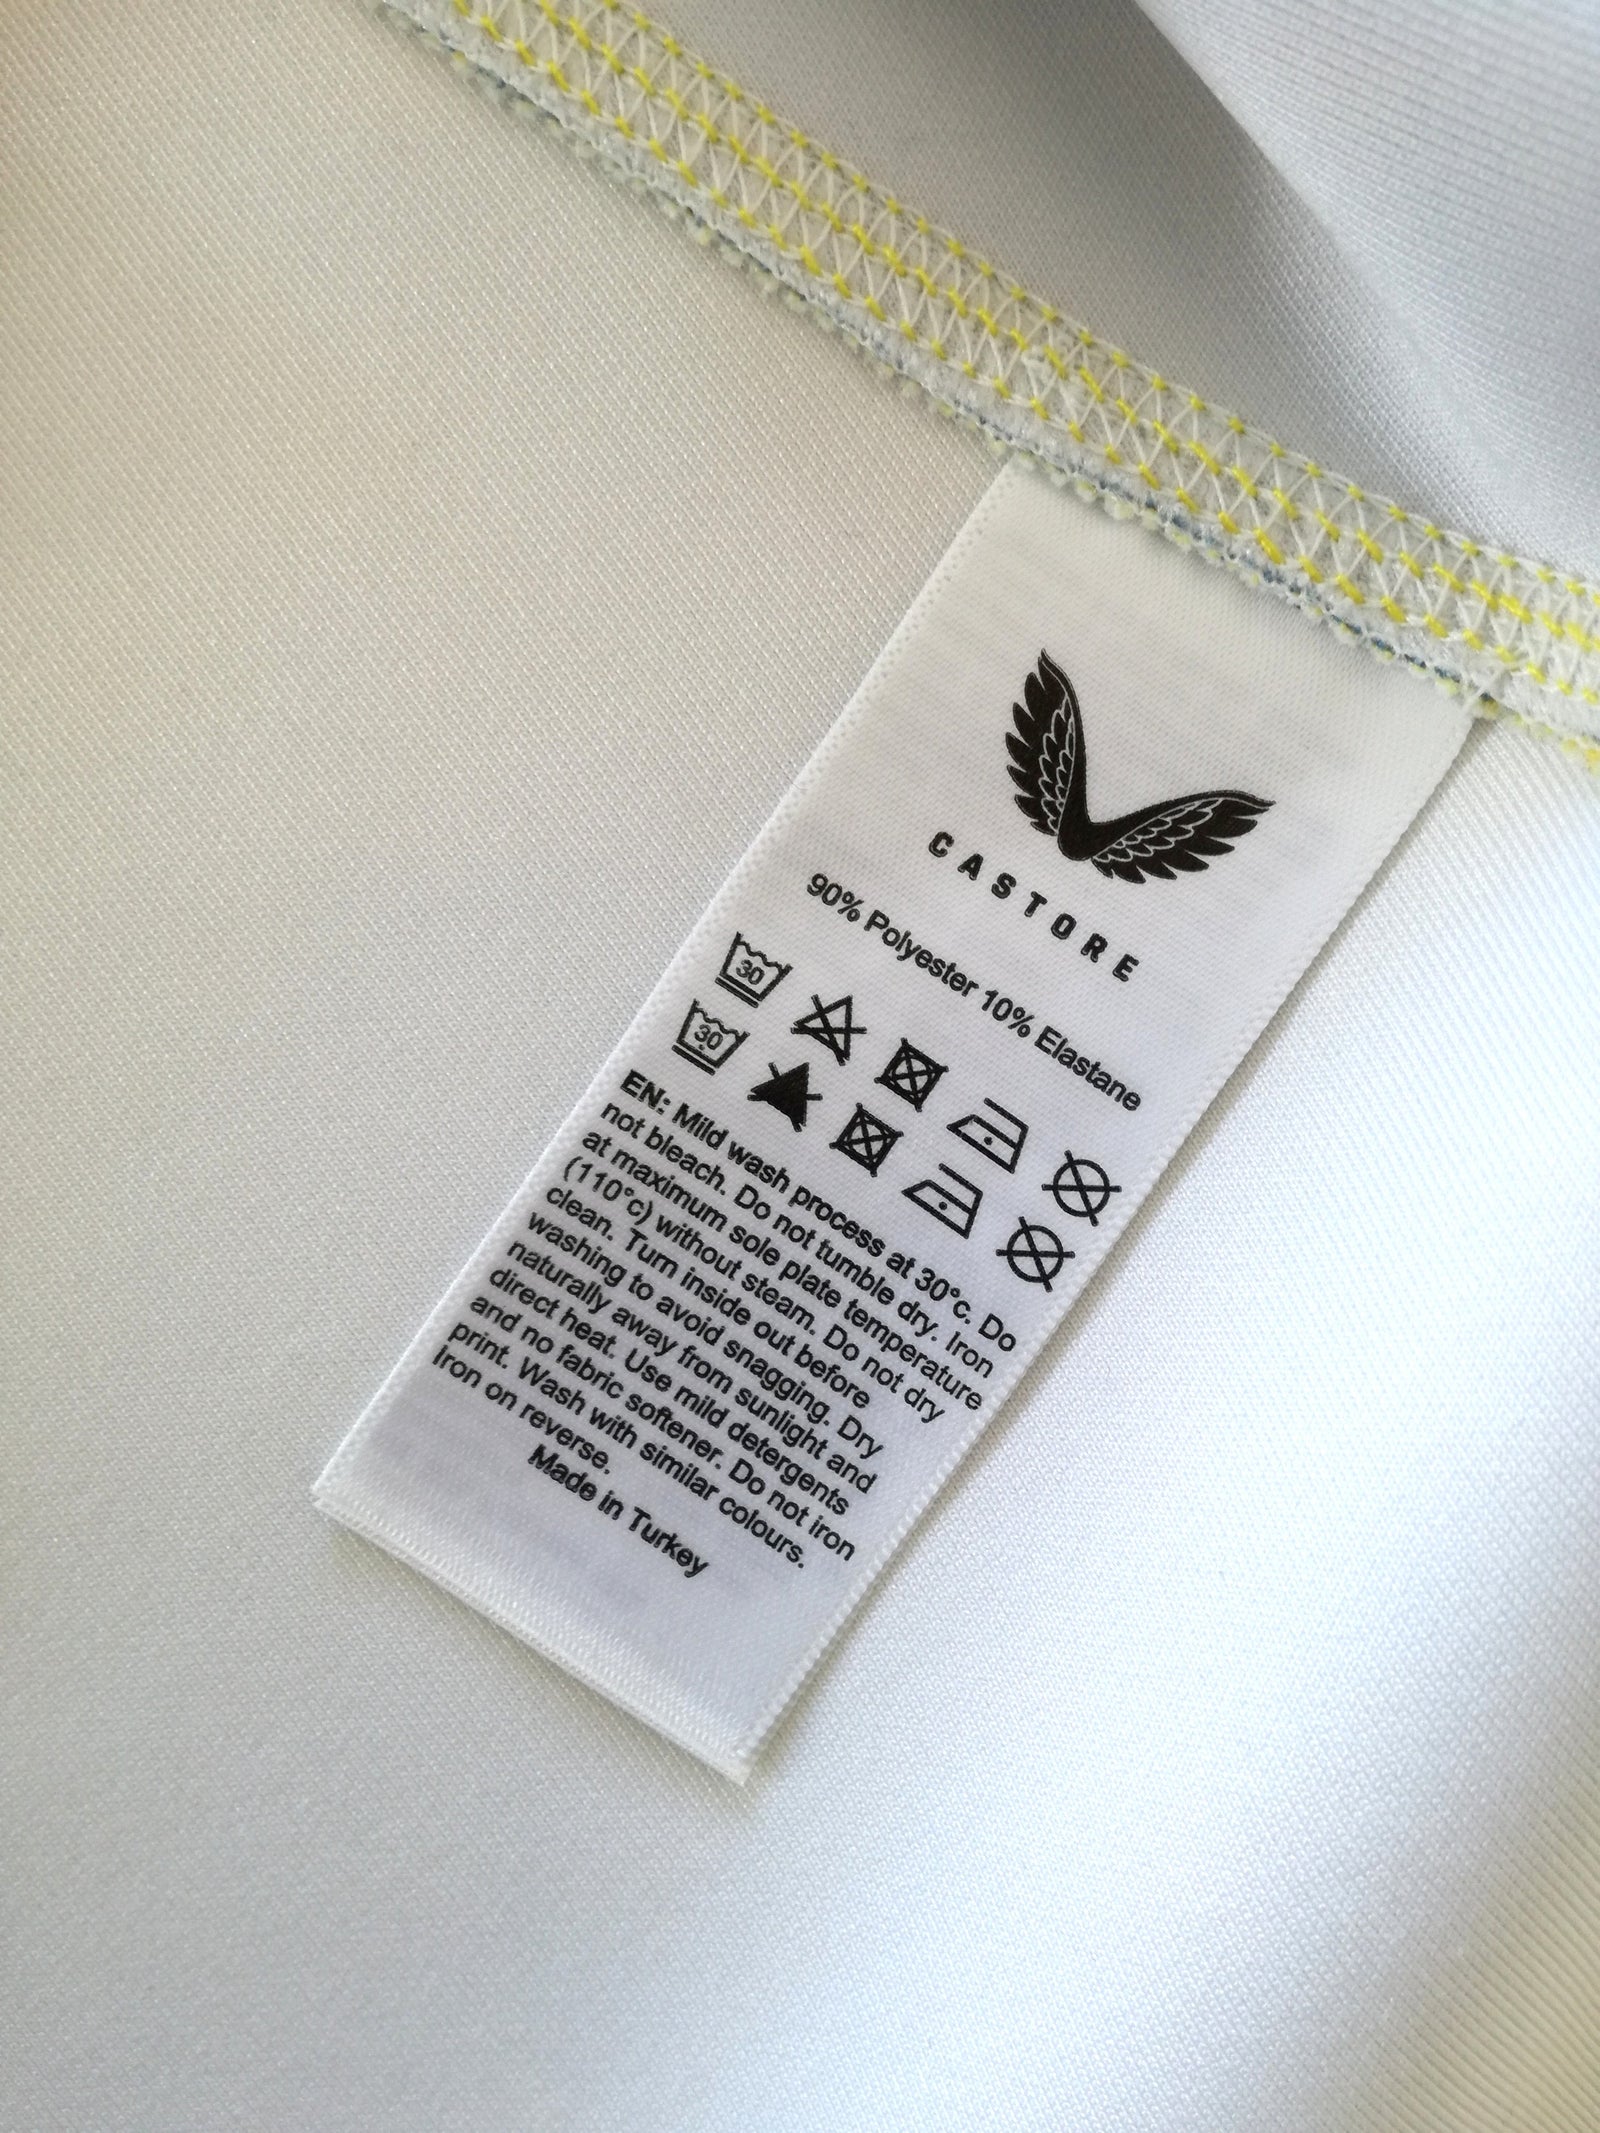 CASTORE
90% Polyester 10% Elastane
30
30
EN: Mild wash process at 30°c. Do
not bleach. Do not tumble dry. Iron
at maximum sole plate temperature
(110°c) without steam. Do not dry
clean. Turn inside out before
washing to avoid snagging. Dry
naturally away from sunlight and
direct heat. Use mild detergents
and no fabric softener. Do not iron
print. Wash with similar colours.
Iron on reverse.
Made in Turkey